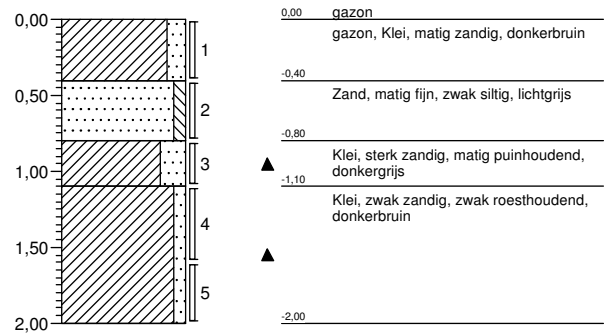 0,00
0,50
1,00
1,50
2,00
1
2
3
4
5
0,00 gazon
gazon, Klei, matig zandig, donkerbruin
-0,40
Zand, matig fijn, zwak siltig, lichtgrijs
-0,80
Klei, sterk zandig, matig puinhoudend,
donkergrijs
-1,10
Klei, zwak zandig, zwak roesthoudend,
donkerbruin
-2,00